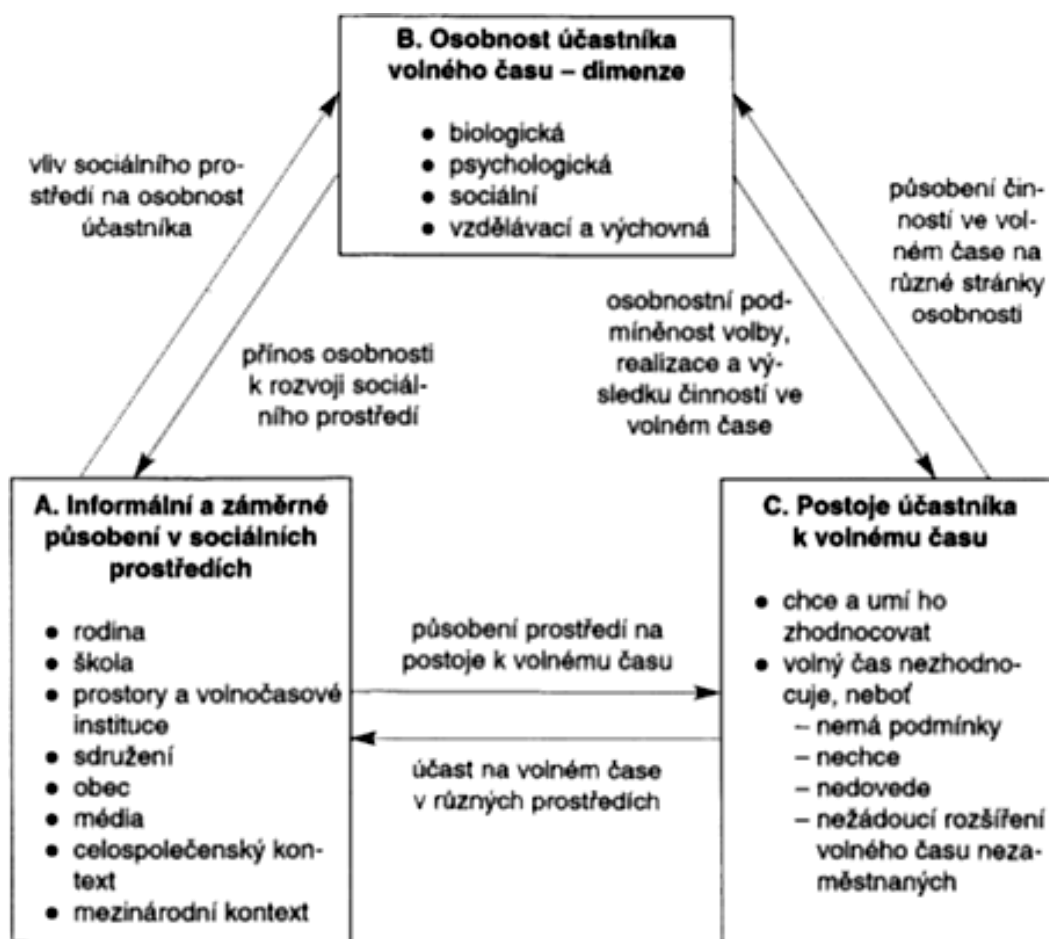 B. Osobnost účastníka
volného času – dimenze
● biologická
● psychologická
● sociální
● vzdělávací a výchovná
vliv sociálního pro-
středí na osobnost
účastníka
působení čin-
ností ve vol-
ném čase na
různé stránky
osobnosti
přínos osobnosti
k rozvoji sociál-
ního prostředí
osobnostní pod-
míněnost volby,
realizace a vý-
sledku činností ve
volném čase
A. Informální a záměrné
působení v sociálních
prostředích
● rodina
● škola
● prostory a volnočasové
instituce
● sdružení
● obec
● média
● celospolečenský kon-
text
● mezinárodní kontext
působení prostředí na
postoje k volnému času
účast na volném čase
v různých prostředích
C. Postoje účastníka
k volnému času
● chce a umí ho
zhodnocovat
● volný čas nezhodno-
cuje, neboť
– nemá podmínky
– nechce
– nedovede
– nežádoucí rozšíření
volného času neza-
městnaných